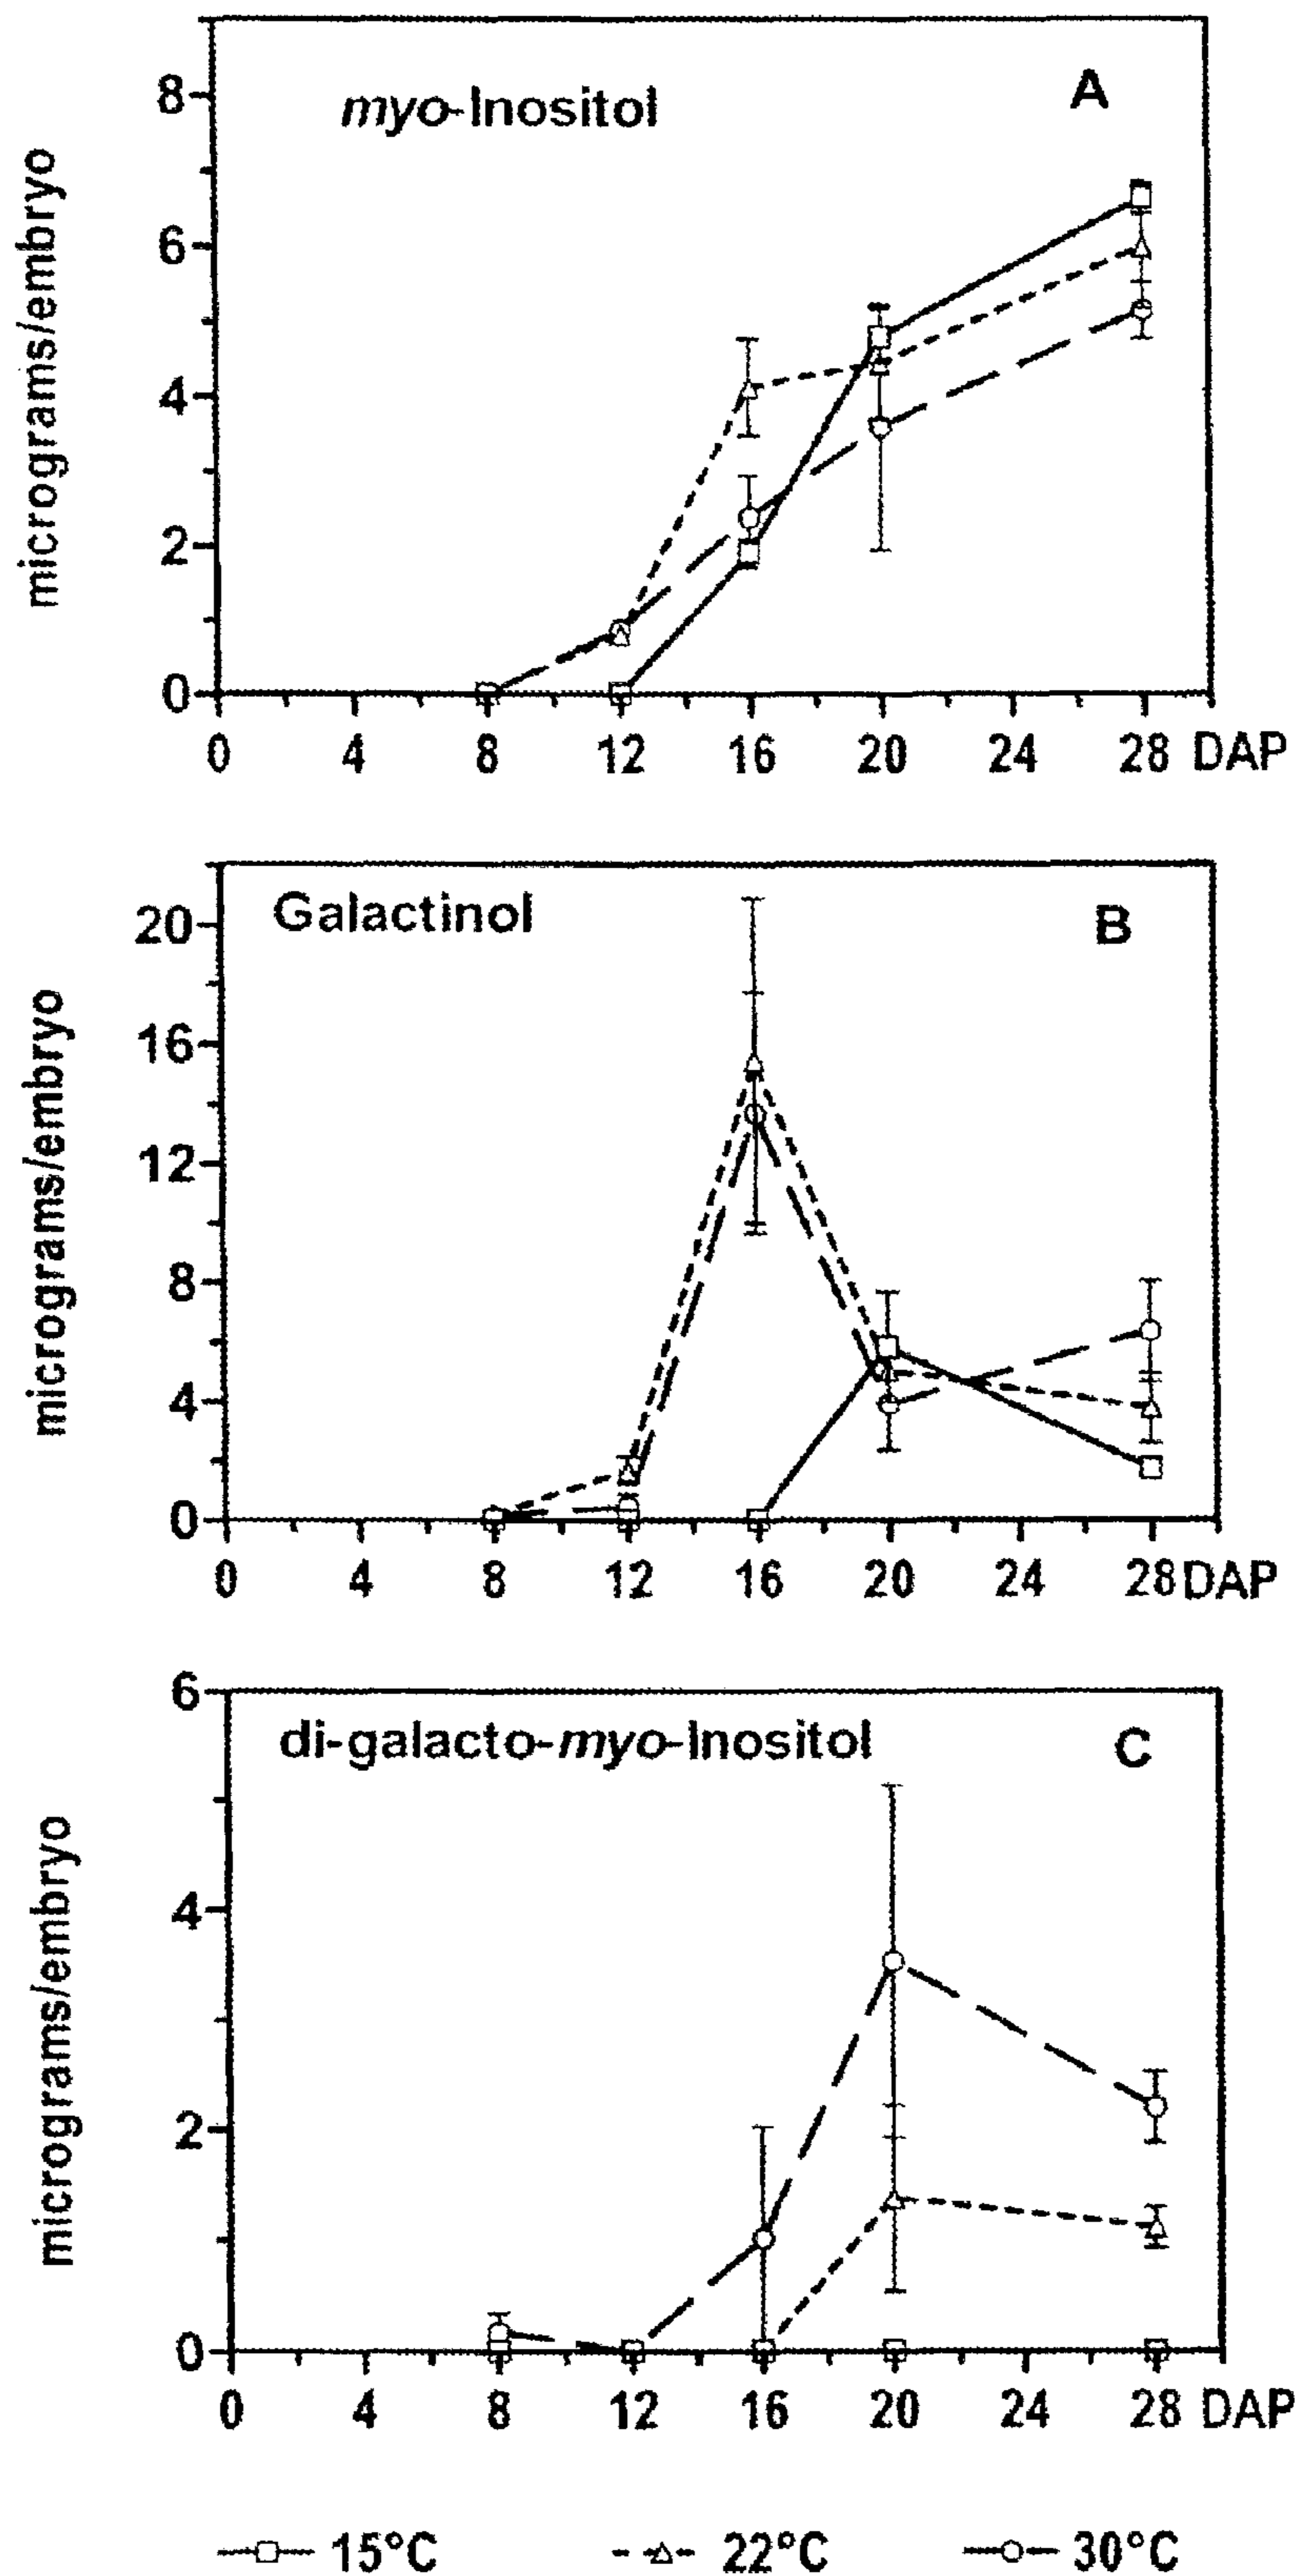 A
myo-Inositol
8
6
4
2
0
micrograms/embryo
0 4 8 12 16 20 24 28 DAP
Galactinol
B
20
16
12
8
4
0
micrograms/embryo
0 4 8 12 16 20 24 28 DAP
6
di-galacto-myo-Inositol
C
4
2
0
micrograms/embryo
0 4 8 12 16 20 24 28 DAP
15°C 22°C 30°C